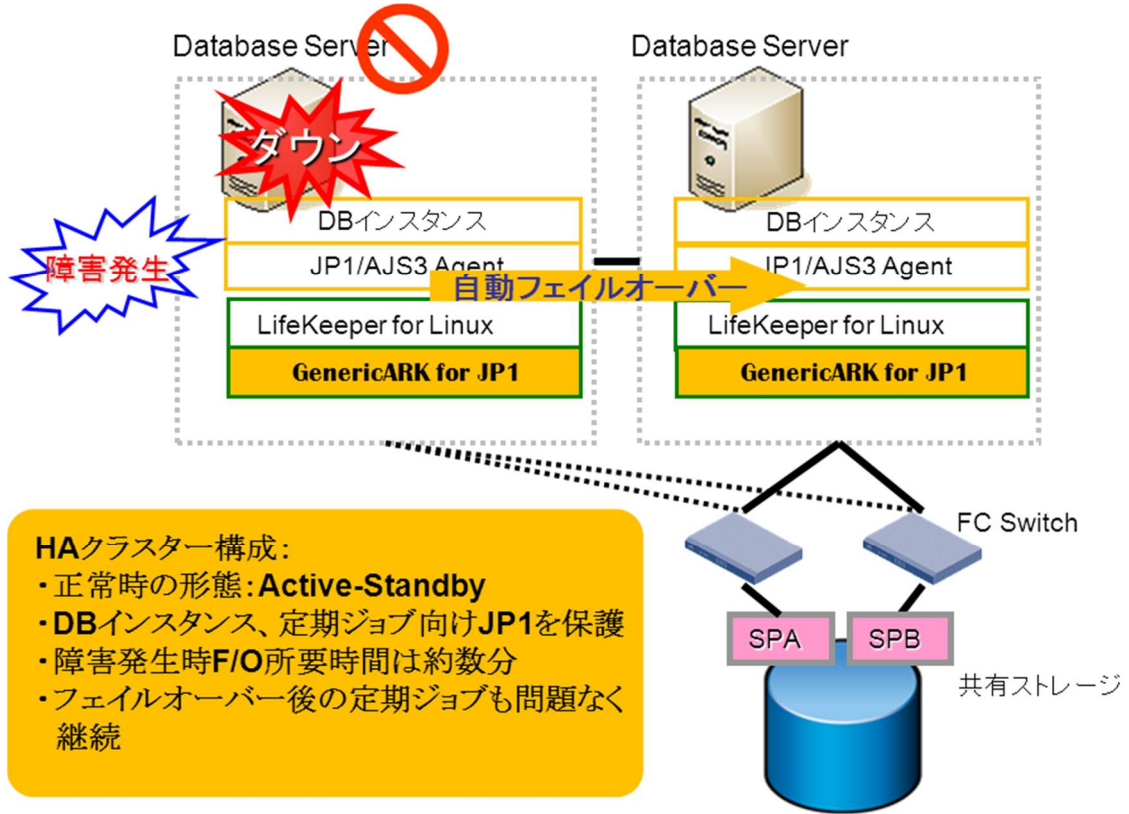 Database Server
Database Server
ダウン
DBインスタンス
DBインスタンス
障害発生
JP1/AJS3 Agent
JP1/AJS3 Agent
自動フェイルオーバー
LifeKeeper for Linux
LifeKeeper for Linux
GenericARK for JP1
GenericARK for JP1
FC Switch
HAクラスター構成:
・正常時の形態:Active-Standby
・DBインスタンス、定期ジョブ向けJP1を保護
・障害発生時F/O所要時間は約数分
・フェイルオーバー後の定期ジョブも問題なく
継続
SPA
SPB
共有ストレージ